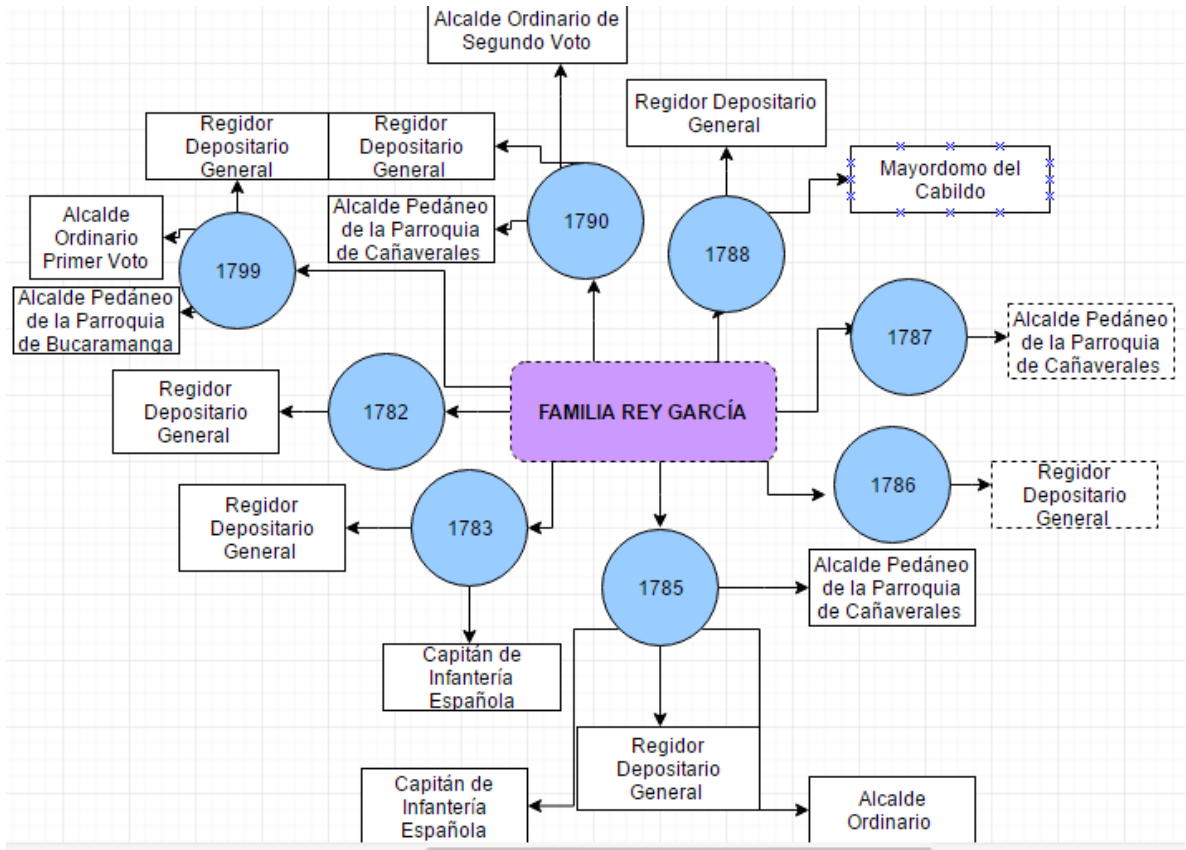 Alcalde Ordinario de
Segundo Voto
Regidor Depositario
General
Regidor
Depositario
General
Regidor
Depositario
General
Mayordomo del
Cabildo
Alcalde
Ordinario
Primer Voto
Alcalde Pedáneo
de la Parroquia
de Cañaverales
1790
1788
1799
Alcalde Pedáneo
de la Parroquia
de Bucaramanga
1787
Alcalde Pedáneo
de la Parroquia
de Cañaverales
Regidor
Depositario
General
1782
FAMILIA REY GARCÍA
1786
Regidor
Depositario
General
Regidor
Depositario
General
1783
1785
Alcalde Pedáneo
de la Parroquia
de Cañaverales
Capitán de
Infantería
Española
Regidor
Depositario
General
Capitán de
Infantería
Española
Alcalde
Ordinario